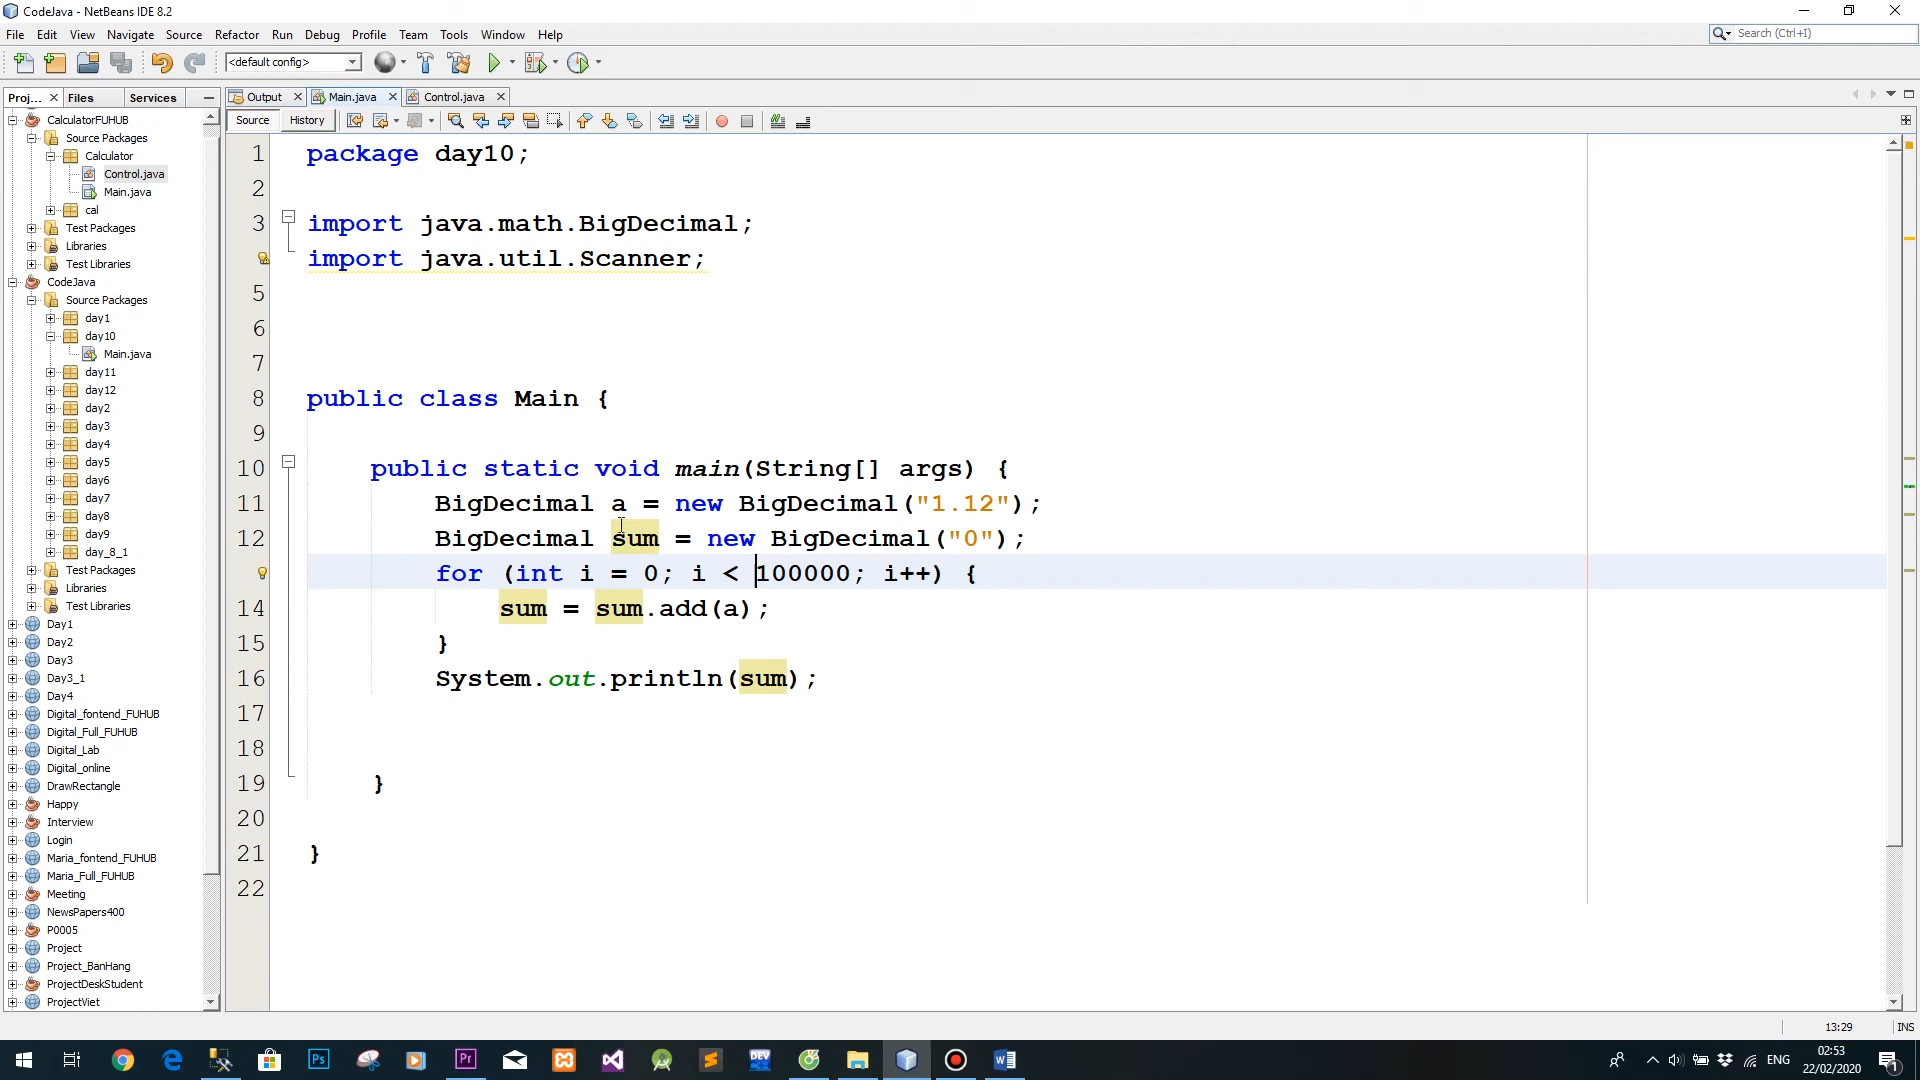 CodeJava - NetBeans IDE 8.2
File Edit View Navigate Source Refactor Run Debug Profile Team Tools Window Help
Search (Ctrl+I)
<default config>
Proj... Files Services
Output Main.java Control.java
Source History
CalculatorFUHUB
Source Packages
Calculator
Control.java
Main.java
cal
Test Packages
Libraries
Test Libraries
CodeJava
Source Packages
day1
day10
Main.java
day11
day12
day2
day3
day4
day5
day6
day7
day8
day9
day_8_1
Test Packages
Libraries
Test Libraries
Day1
Day2
Day3
Day3_1
Day4
Digital_fontend_FUHUB
Digital_Full_FUHUB
Digital_Lab
Digital_online
DrawRectangle
Happy
Interview
Login
Maria_fontend_FUHUB
Maria_Full_FUHUB
Meeting
NewsPapers400
P0005
Project
Project_BanHang
ProjectDeskStudent
ProjectViet
1 package day10;
2
3 import java.math.BigDecimal;
import java.util.Scanner;
5
6
7
8 public class Main {
9
10 public static void main(String[] args) {
11 BigDecimal a = new BigDecimal("1.12");
12 BigDecimal sum = new BigDecimal("0");
for (int i = 0; i < 100000; i++) {
14 sum = sum.add(a);
15 }
16 System.out.println(sum);
17
18
19 }
20
21 }
22
13:29 INS
Ps Pr DEV
ENG
02:53
22/02/2020
1